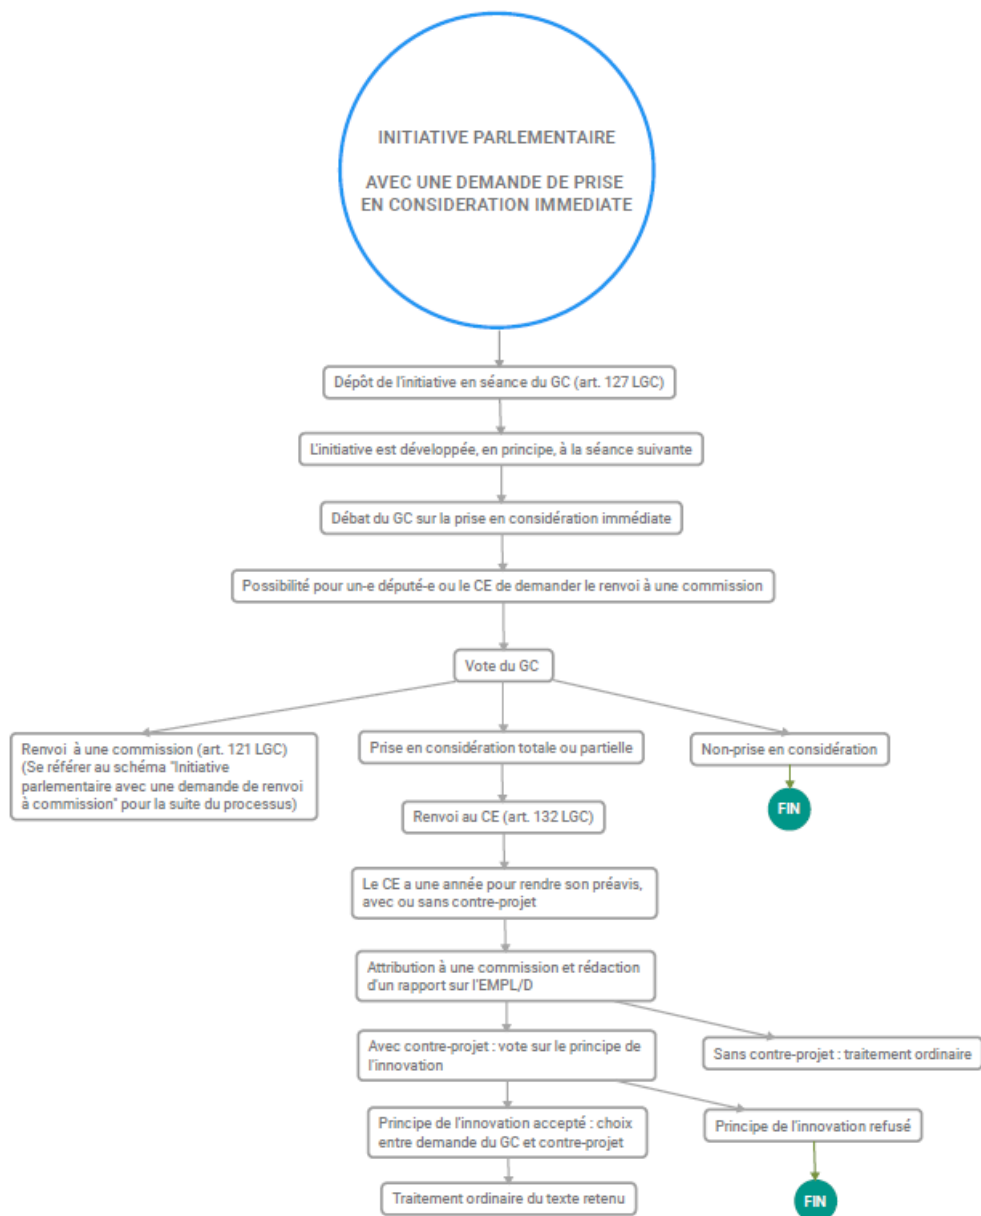 INITIATIVE PARLEMENTAIRE
AVEC UNE DEMANDE DE PRISE
EN CONSIDERATION IMMEDIATE
Dépôt de l'initiative en séance du GC (art. 127 LGC)
L'initiative est développée, en principe, à la séance suivante
Débat du GC sur la prise en considération immédiate
Possibilité pour un-e député-e ou le CE de demander le renvoi à une commission
Vote du GC
Renvoi à une commission (art. 121 LGC)
(Se référer au schéma "Initiative
parlementaire avec une demande de renvoi
à commission" pour la suite du processus)
Prise en considération totale ou partielle
Non-prise en considération
FIN
Renvoi au CE (art. 132 LGC)
Le CE a une année pour rendre son préavis,
avec ou sans contre-projet
Attribution à une commission et rédaction
d'un rapport sur l'EMPL/D
Avec contre-projet : vote sur le principe de
l'innovation
Sans contre-projet : traitement ordinaire
Principe de l'innovation accepté : choix
entre demande du GC et contre-projet
Principe de l'innovation refusé
Traitement ordinaire du texte retenu
FIN